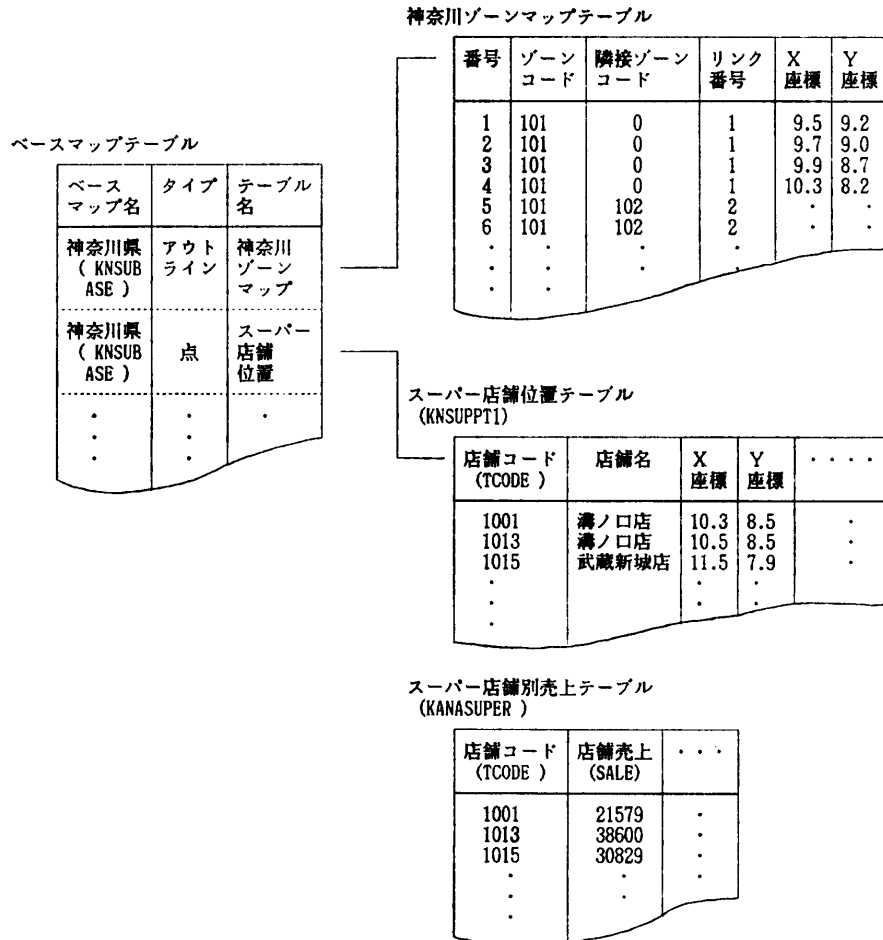 神奈川ゾーンマップテーブル
番号 ゾーンコード 隣接ゾーンコード リンク番号 X座標 Y座標
1 101 0 1 9.5 9.2
2 101 0 1 9.7 9.0
3 101 0 1 9.9 8.7
4 101 0 1 10.3 8.2
5 101 102 2 ・ ・
6 101 102 2 ・ ・
ベースマップテーブル
ベースマップ名 タイプ テーブル名
神奈川県 アウト 神奈川
( KNSUB ライン ゾーン
ASE ) マップ
神奈川県 スーパー
( KNSUB 点 店舗
ASE ) 位置
スーパー店舗位置テーブル
(KNSUPPT1)
店舗コード 店舗名 X Y ・・・・
(TCODE ) 座標 座標
1001 溝ノ口店 10.3 8.5 ・
1013 溝ノ口店 10.5 8.5 ・
1015 武蔵新城店 11.5 7.9 ・
スーパー店舗別売上テーブル
(KANASUPER )
店舗コード 店舗売上 ・・・
(TCODE ) (SALE)
1001 21579 ・
1013 38600 ・
1015 30829 ・